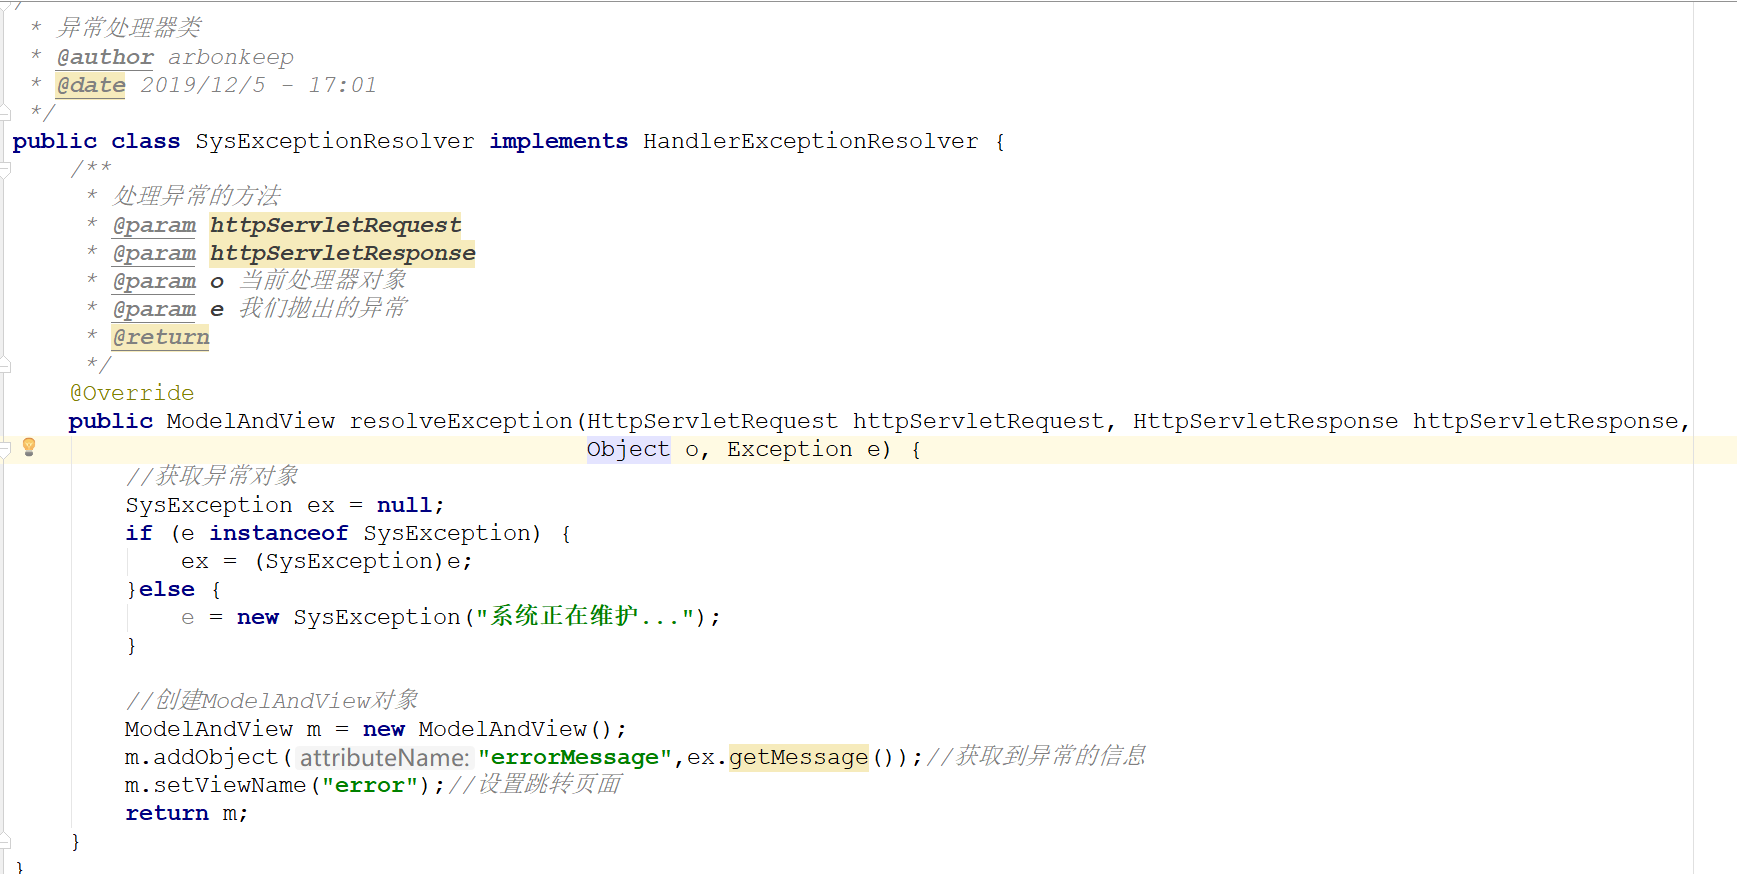 /
 * 异常处理器类
 * @author arbonkeep
 * @date 2019/12/5 - 17:01
 */
public class SysExceptionResolver implements HandlerExceptionResolver {
    /**
     * 处理异常的方法
     * @param httpServletRequest
     * @param httpServletResponse
     * @param o 当前处理器对象
     * @param e 我们抛出的异常
     * @return
     */
    @Override
    public ModelAndView resolveException(HttpServletRequest httpServletRequest, HttpServletResponse httpServletResponse,
                                         Object o, Exception e) {
        //获取异常对象
        SysException ex = null;
        if (e instanceof SysException) {
            ex = (SysException)e;
        }else {
            e = new SysException("系统正在维护...");
        }
        //创建ModelAndView对象
        ModelAndView m = new ModelAndView();
        m.addObject( attributeName: "errorMessage",ex.getMessage());//获取到异常的信息
        m.setViewName("error");//设置跳转页面
        return m;
    }
}